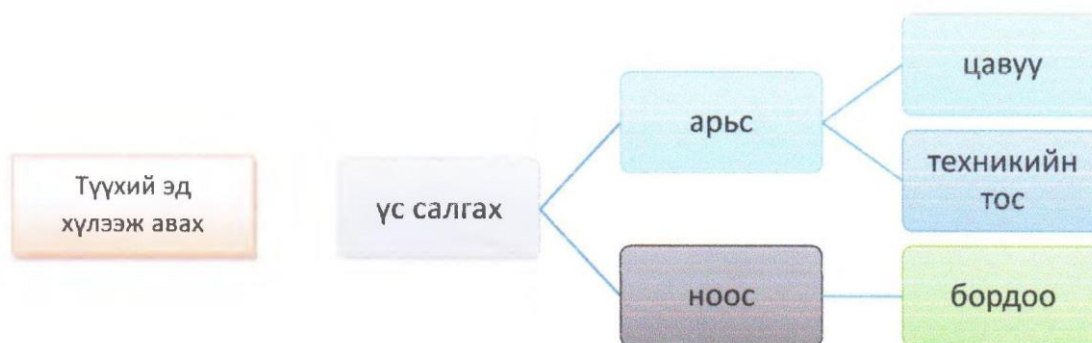 Түүхий эд
хүлээж авах
үс салгах
арьс
ноос
цавуу
техникийн
тос
бордоо